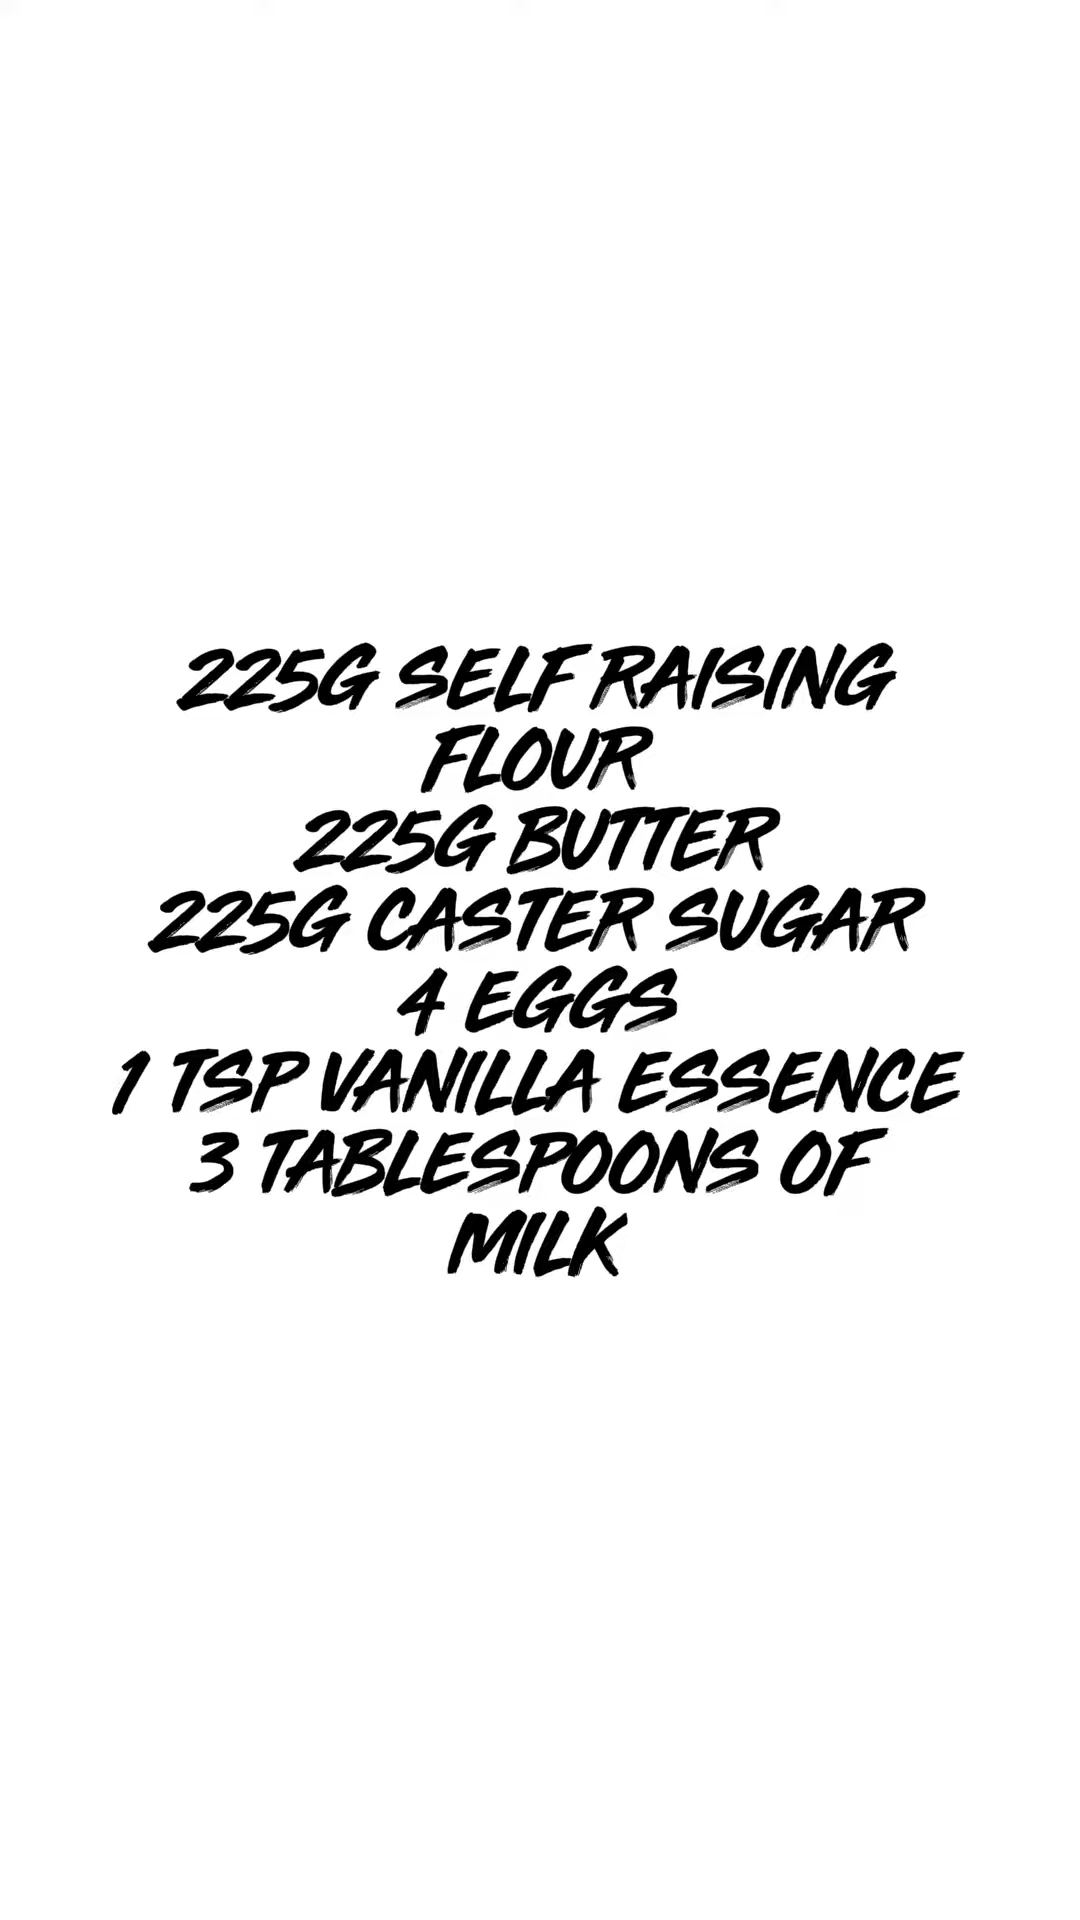 225G SELF RAISING
FLOUR
225G BUTTER
225G CASTER SUGAR
4 EGGS
1 TSP VANILLA ESSENCE
3 TABLESPOONS OF
MILK